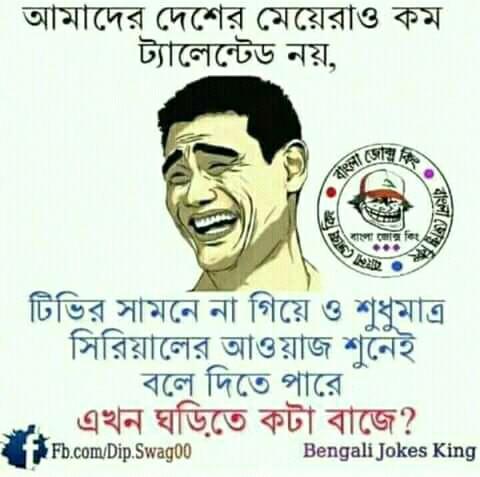 আমাদের দেশের মেয়েরাও কম
ট্যালেন্টেড নয়,
বাংলা জোক্স কিং
বাংলা জোক্স কিং
বাংলা জোক্স কিং
বাংলা জোক্স কিং
বাংলা জোক্স কিং
টিভির সামনে না গিয়ে ও শুধুমাত্র
সিরিয়ালের আওয়াজ শুনেই
বলে দিতে পারে
এখন ঘড়িতে কটা বাজে?
Fb.com/Dip.Swag00
Bengali Jokes King